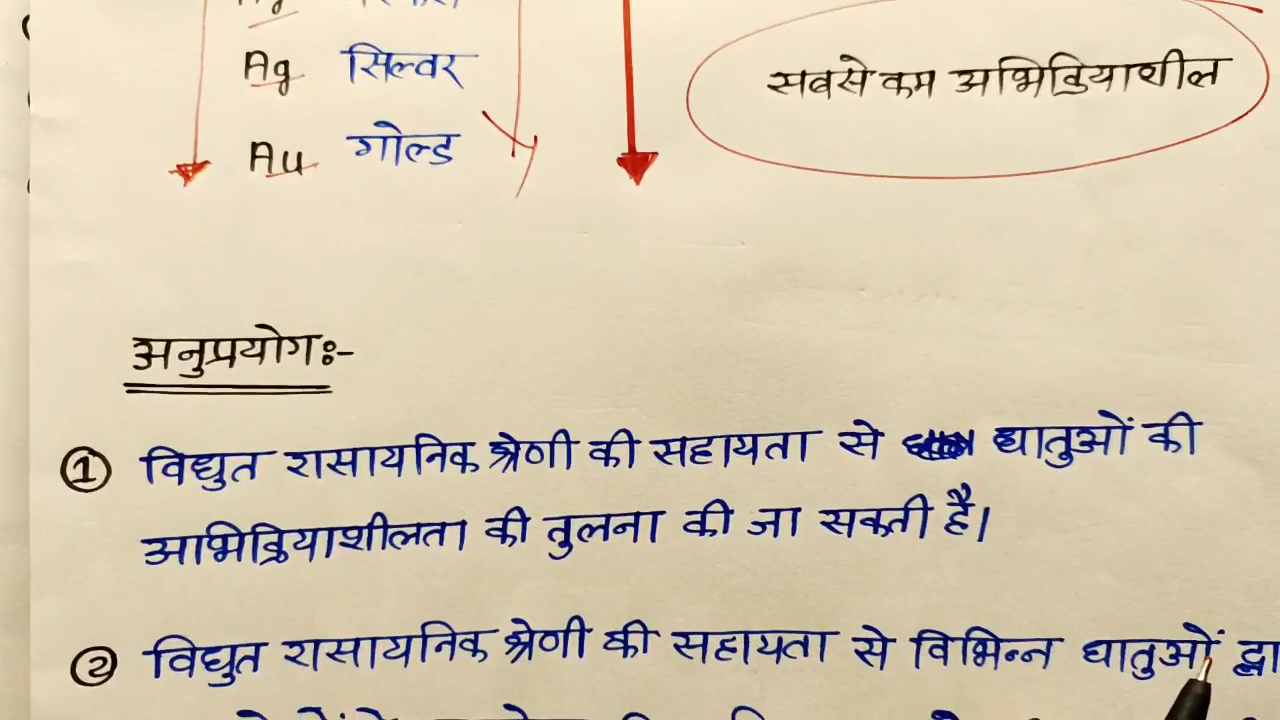 Ag सिल्वर
सबसे कम अभिक्रियाशील
Au गोल्ड
अनुप्रयोगः-
① विद्युत रासायनिक श्रेणी की सहायता से धातुओं की
आभिक्रियाशीलता की तुलना की जा सकती है।
② विद्युत रासायनिक श्रेणी की सहायता से विभिन्न धातुओं द्वा